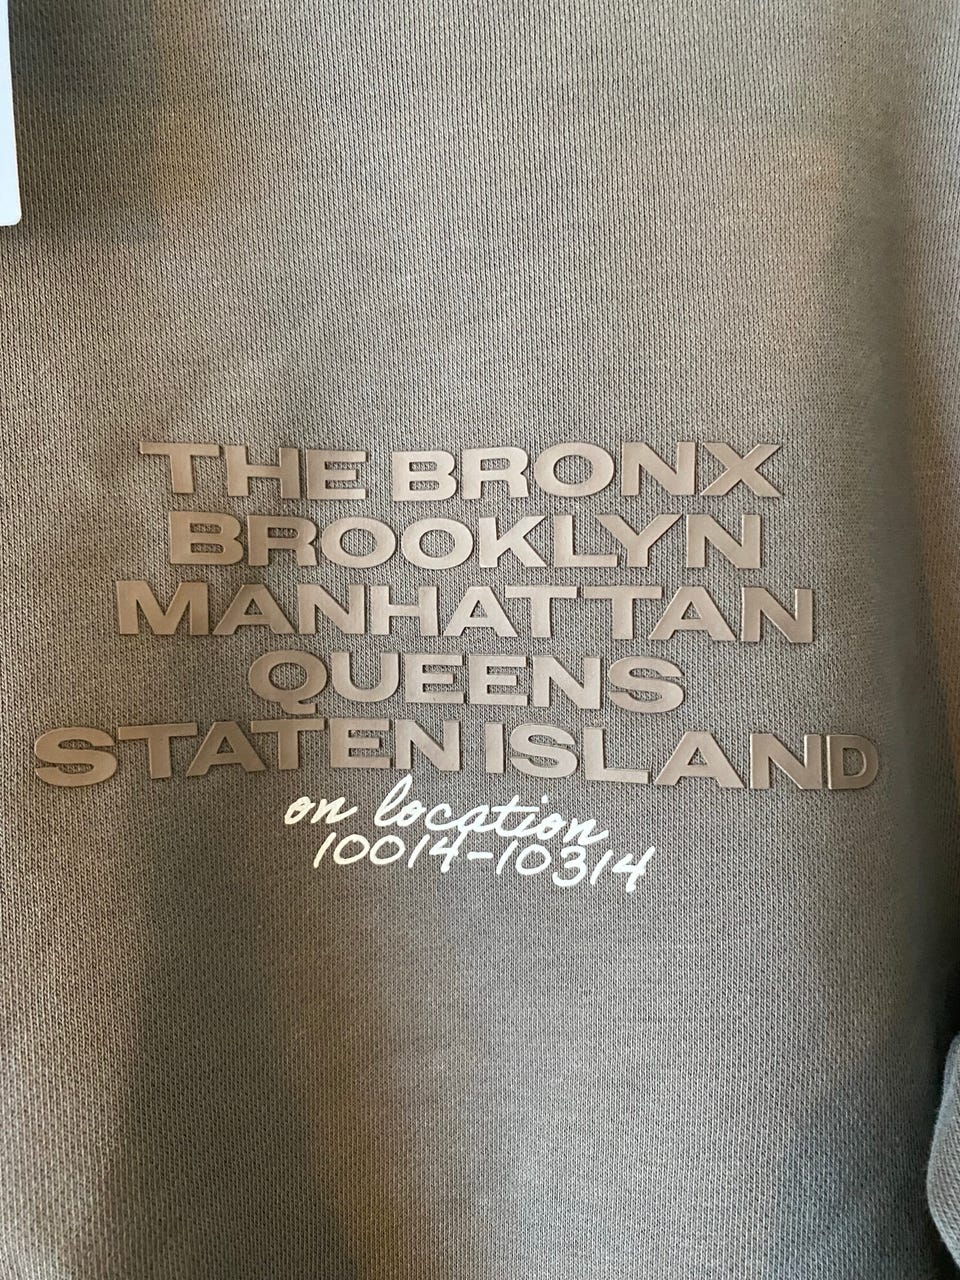 THE BRONX
BROOKLYN
MANHATTAN
QUEENS
STATEN ISLAND
on location
10014-10314